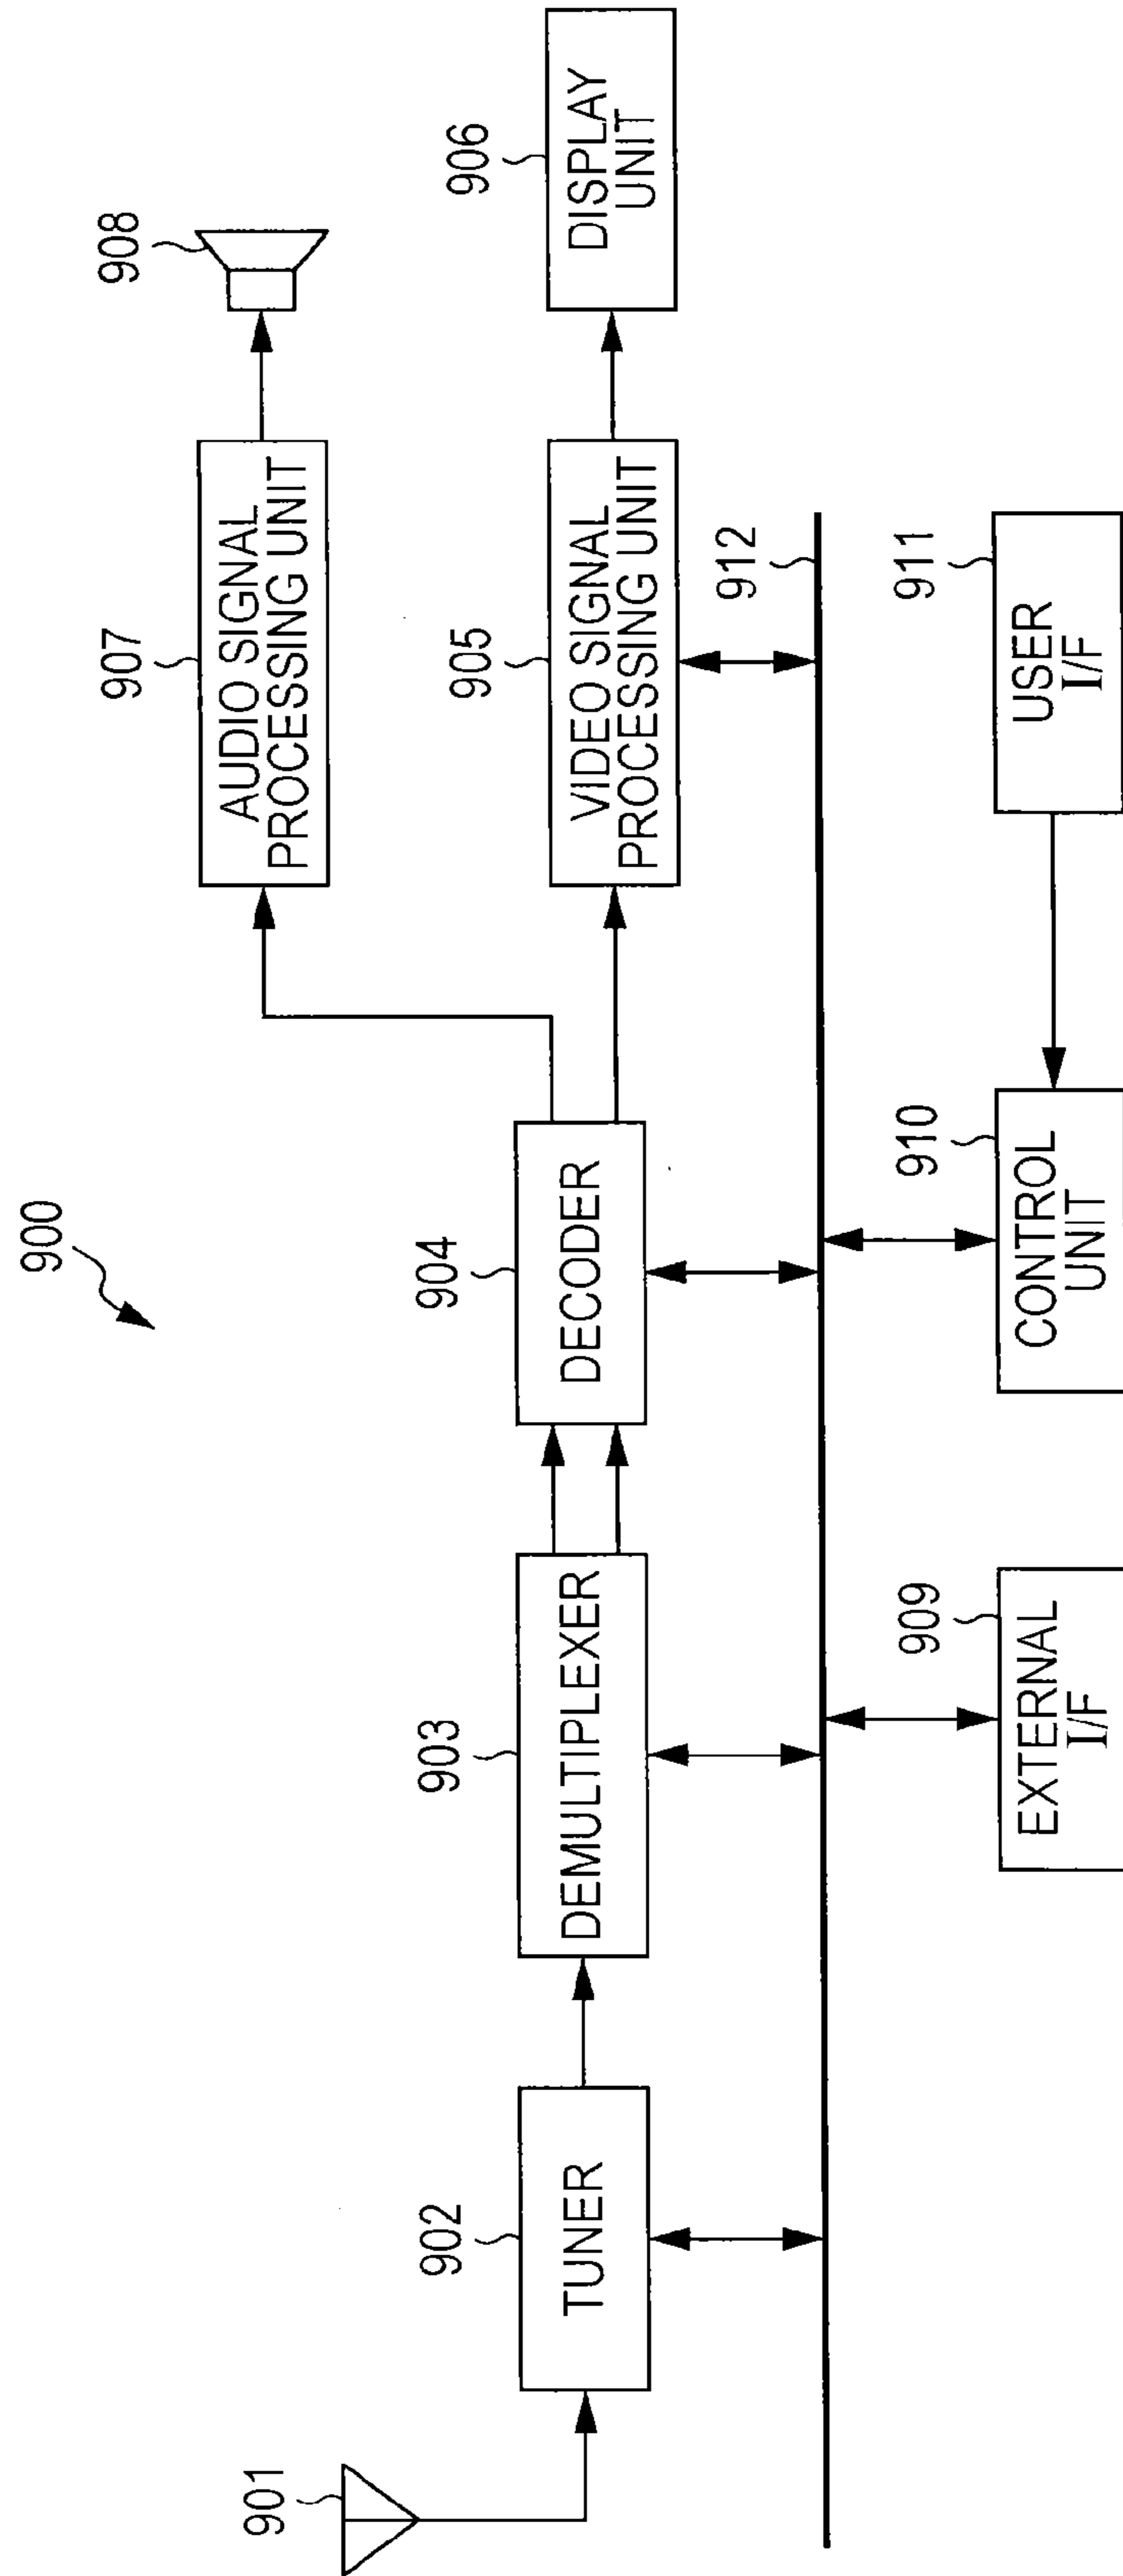 900
908
907
AUDIO SIGNAL
PROCESSING UNIT
906
DISPLAY
UNIT
905
VIDEO SIGNAL
PROCESSING UNIT
904
DECODER
903
DEMULTIPLEXER
902
TUNER
901
912
909
EXTERNAL
I/F
910
CONTROL
UNIT
911
USER
I/F